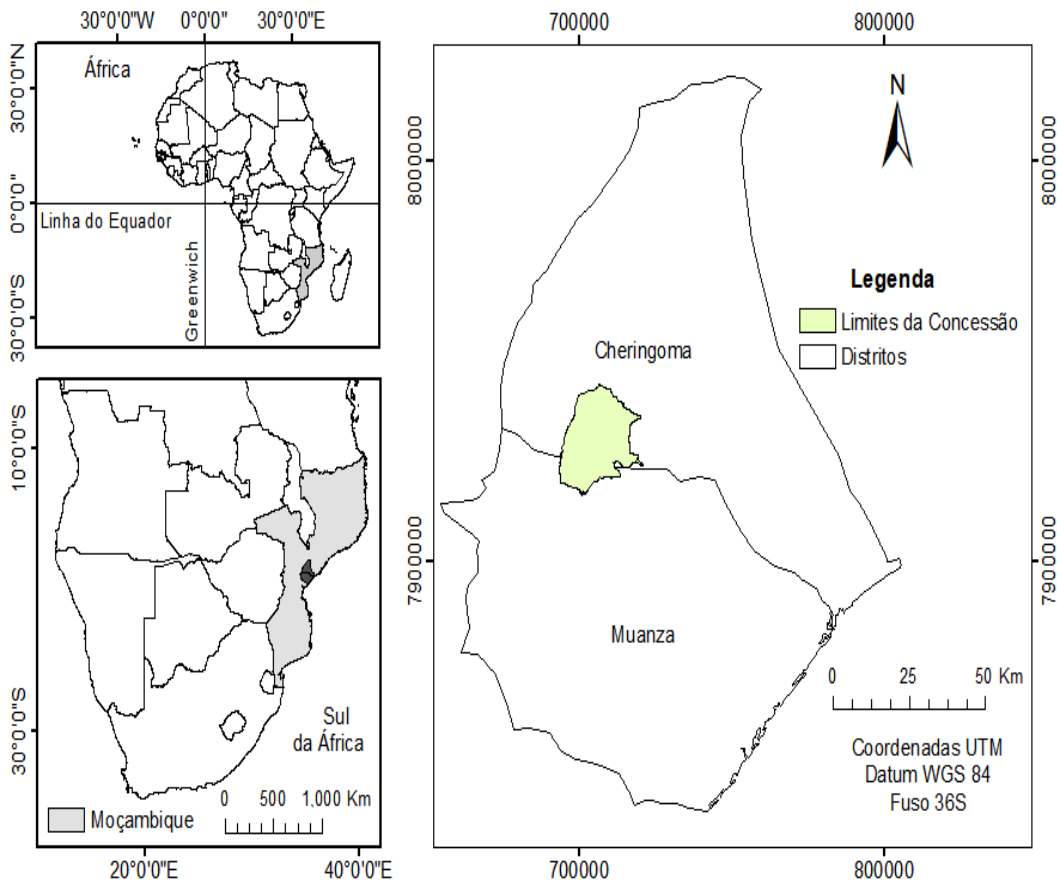 30°0'0"W 0°0'0" 30°0'0"E
30°0'0"N
0°0'0"
30°0'0"S
África
Linha do Equador
Greenwich
10°0'0"S
30°0'0"S
Sul
da África
0 500 1,000 Km
Moçambique
20°0'0"E 40°0'0"E
700000 800000
8000000
7900000
8000000
7900000
N
Legenda
Limites da Concessão
Distritos
Cheringoma
Muanza
0 25 50 Km
Coordenadas UTM
Datum WGS 84
Fuso 36S
700000 800000